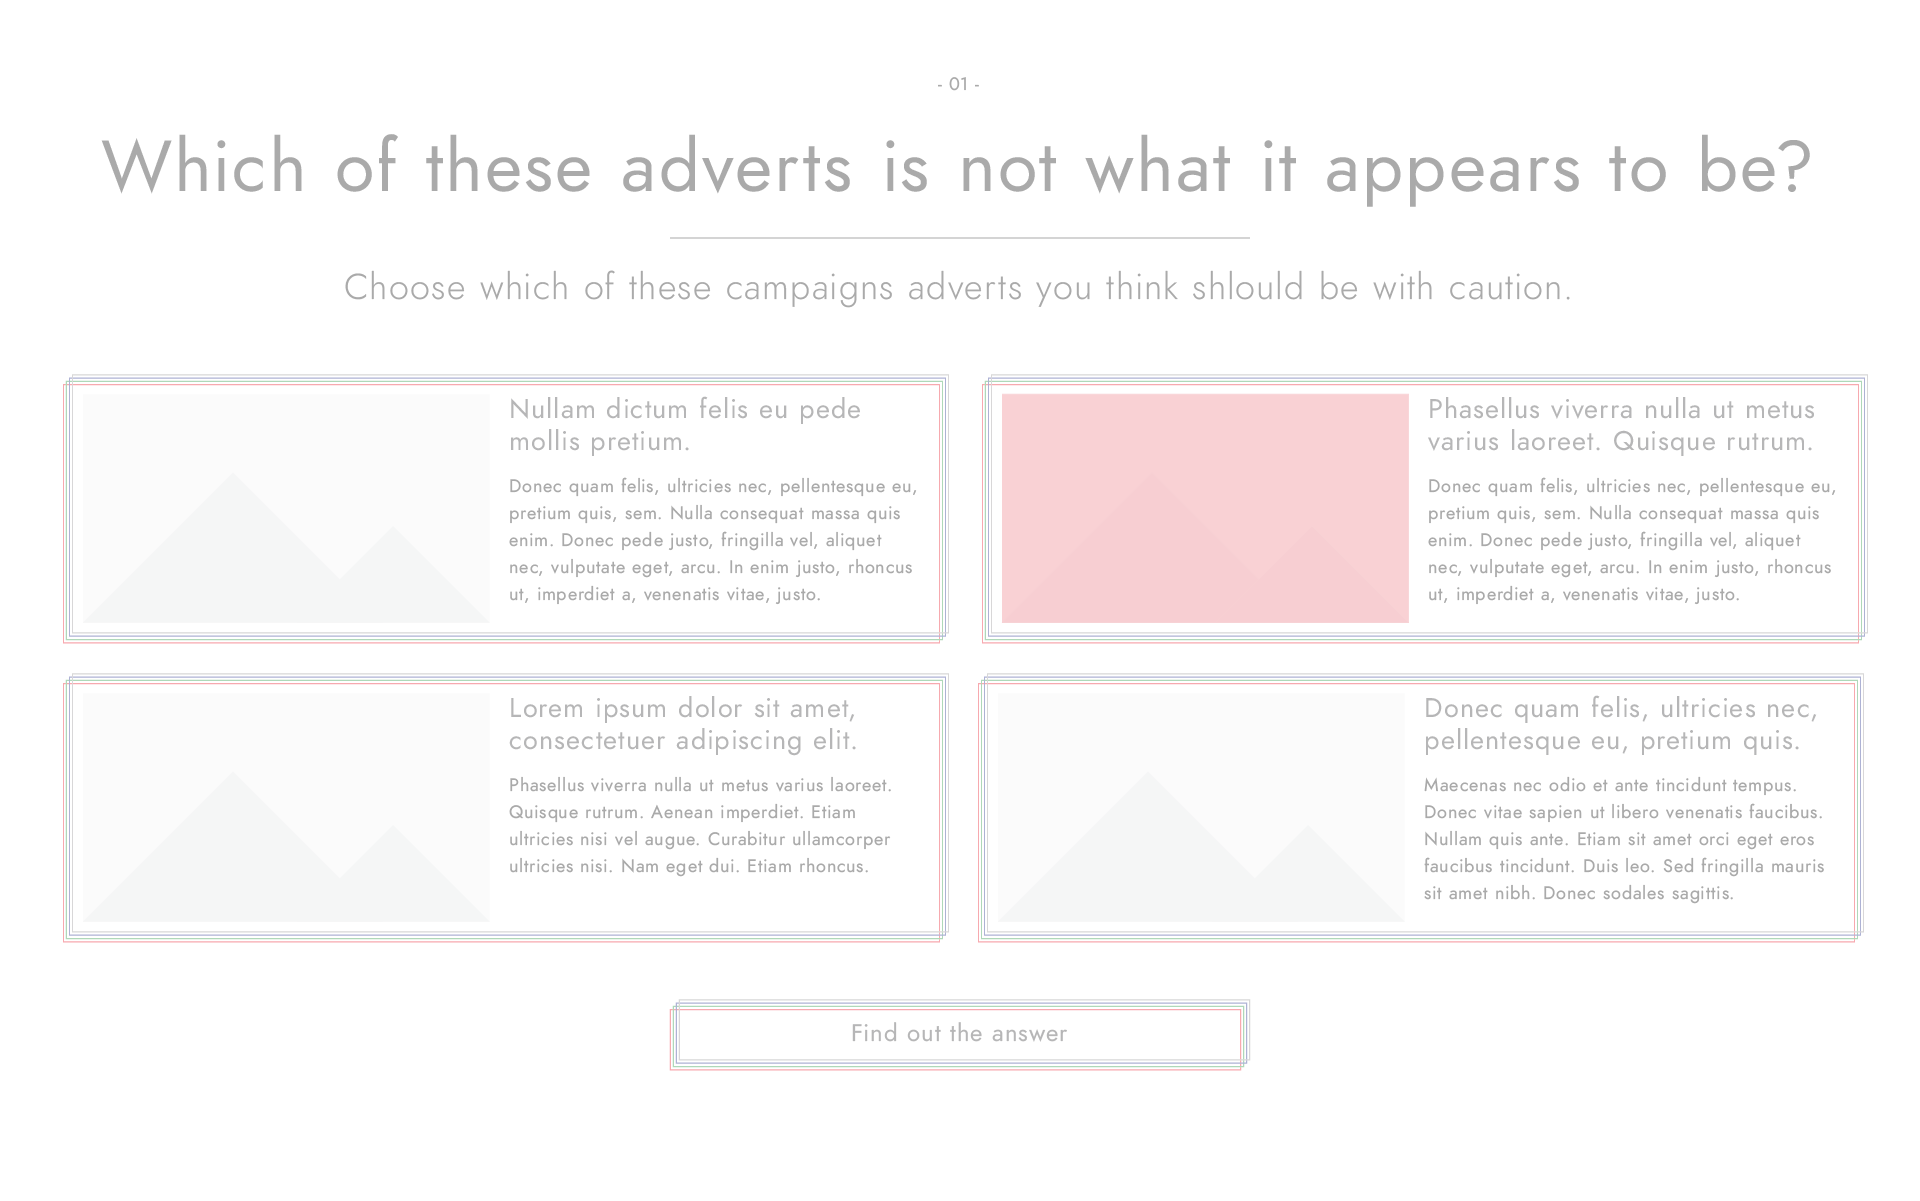 - 01 -
Which of these adverts is not what it appears to be?
Choose which of these campaigns adverts you think shlould be with caution.
Nullam dictum felis eu pede
mollis pretium.
Donec quam felis, ultricies nec, pellentesque eu,
pretium quis, sem. Nulla consequat massa quis
enim. Donec pede justo, fringilla vel, aliquet
nec, vulputate eget, arcu. In enim justo, rhoncus
ut, imperdiet a, venenatis vitae, justo.
Phasellus viverra nulla ut metus
varius laoreet. Quisque rutrum.
Donec quam felis, ultricies nec, pellentesque eu,
pretium quis, sem. Nulla consequat massa quis
enim. Donec pede justo, fringilla vel, aliquet
nec, vulputate eget, arcu. In enim justo, rhoncus
ut, imperdiet a, venenatis vitae, justo.
Lorem ipsum dolor sit amet,
consectetuer adipiscing elit.
Phasellus viverra nulla ut metus varius laoreet.
Quisque rutrum. Aenean imperdiet. Etiam
ultricies nisi vel augue. Curabitur ullamcorper
ultricies nisi. Nam eget dui. Etiam rhoncus.
Donec quam felis, ultricies nec,
pellentesque eu, pretium quis.
Maecenas nec odio et ante tincidunt tempus.
Donec vitae sapien ut libero venenatis faucibus.
Nullam quis ante. Etiam sit amet orci eget eros
faucibus tincidunt. Duis leo. Sed fringilla mauris
sit amet nibh. Donec sodales sagittis.
Find out the answer